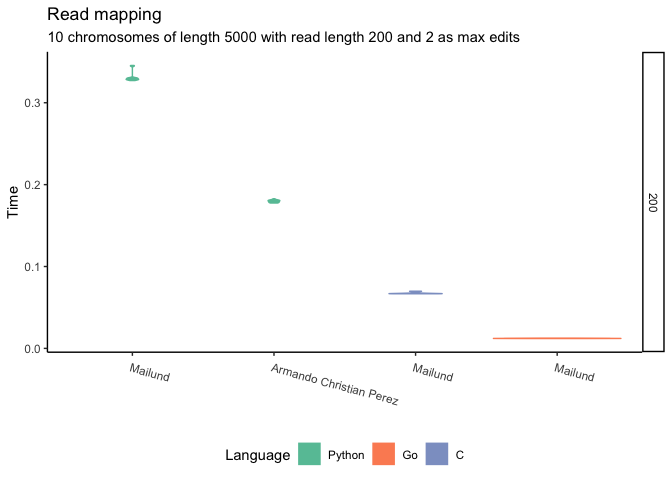 Read mapping
10 chromosomes of length 5000 with read length 200 and 2 as max edits
Time
0.3
0.2
0.1
0.0
200
Mailund
Armando Christian Perez
Mailund
Mailund
Language
Python
Go
C